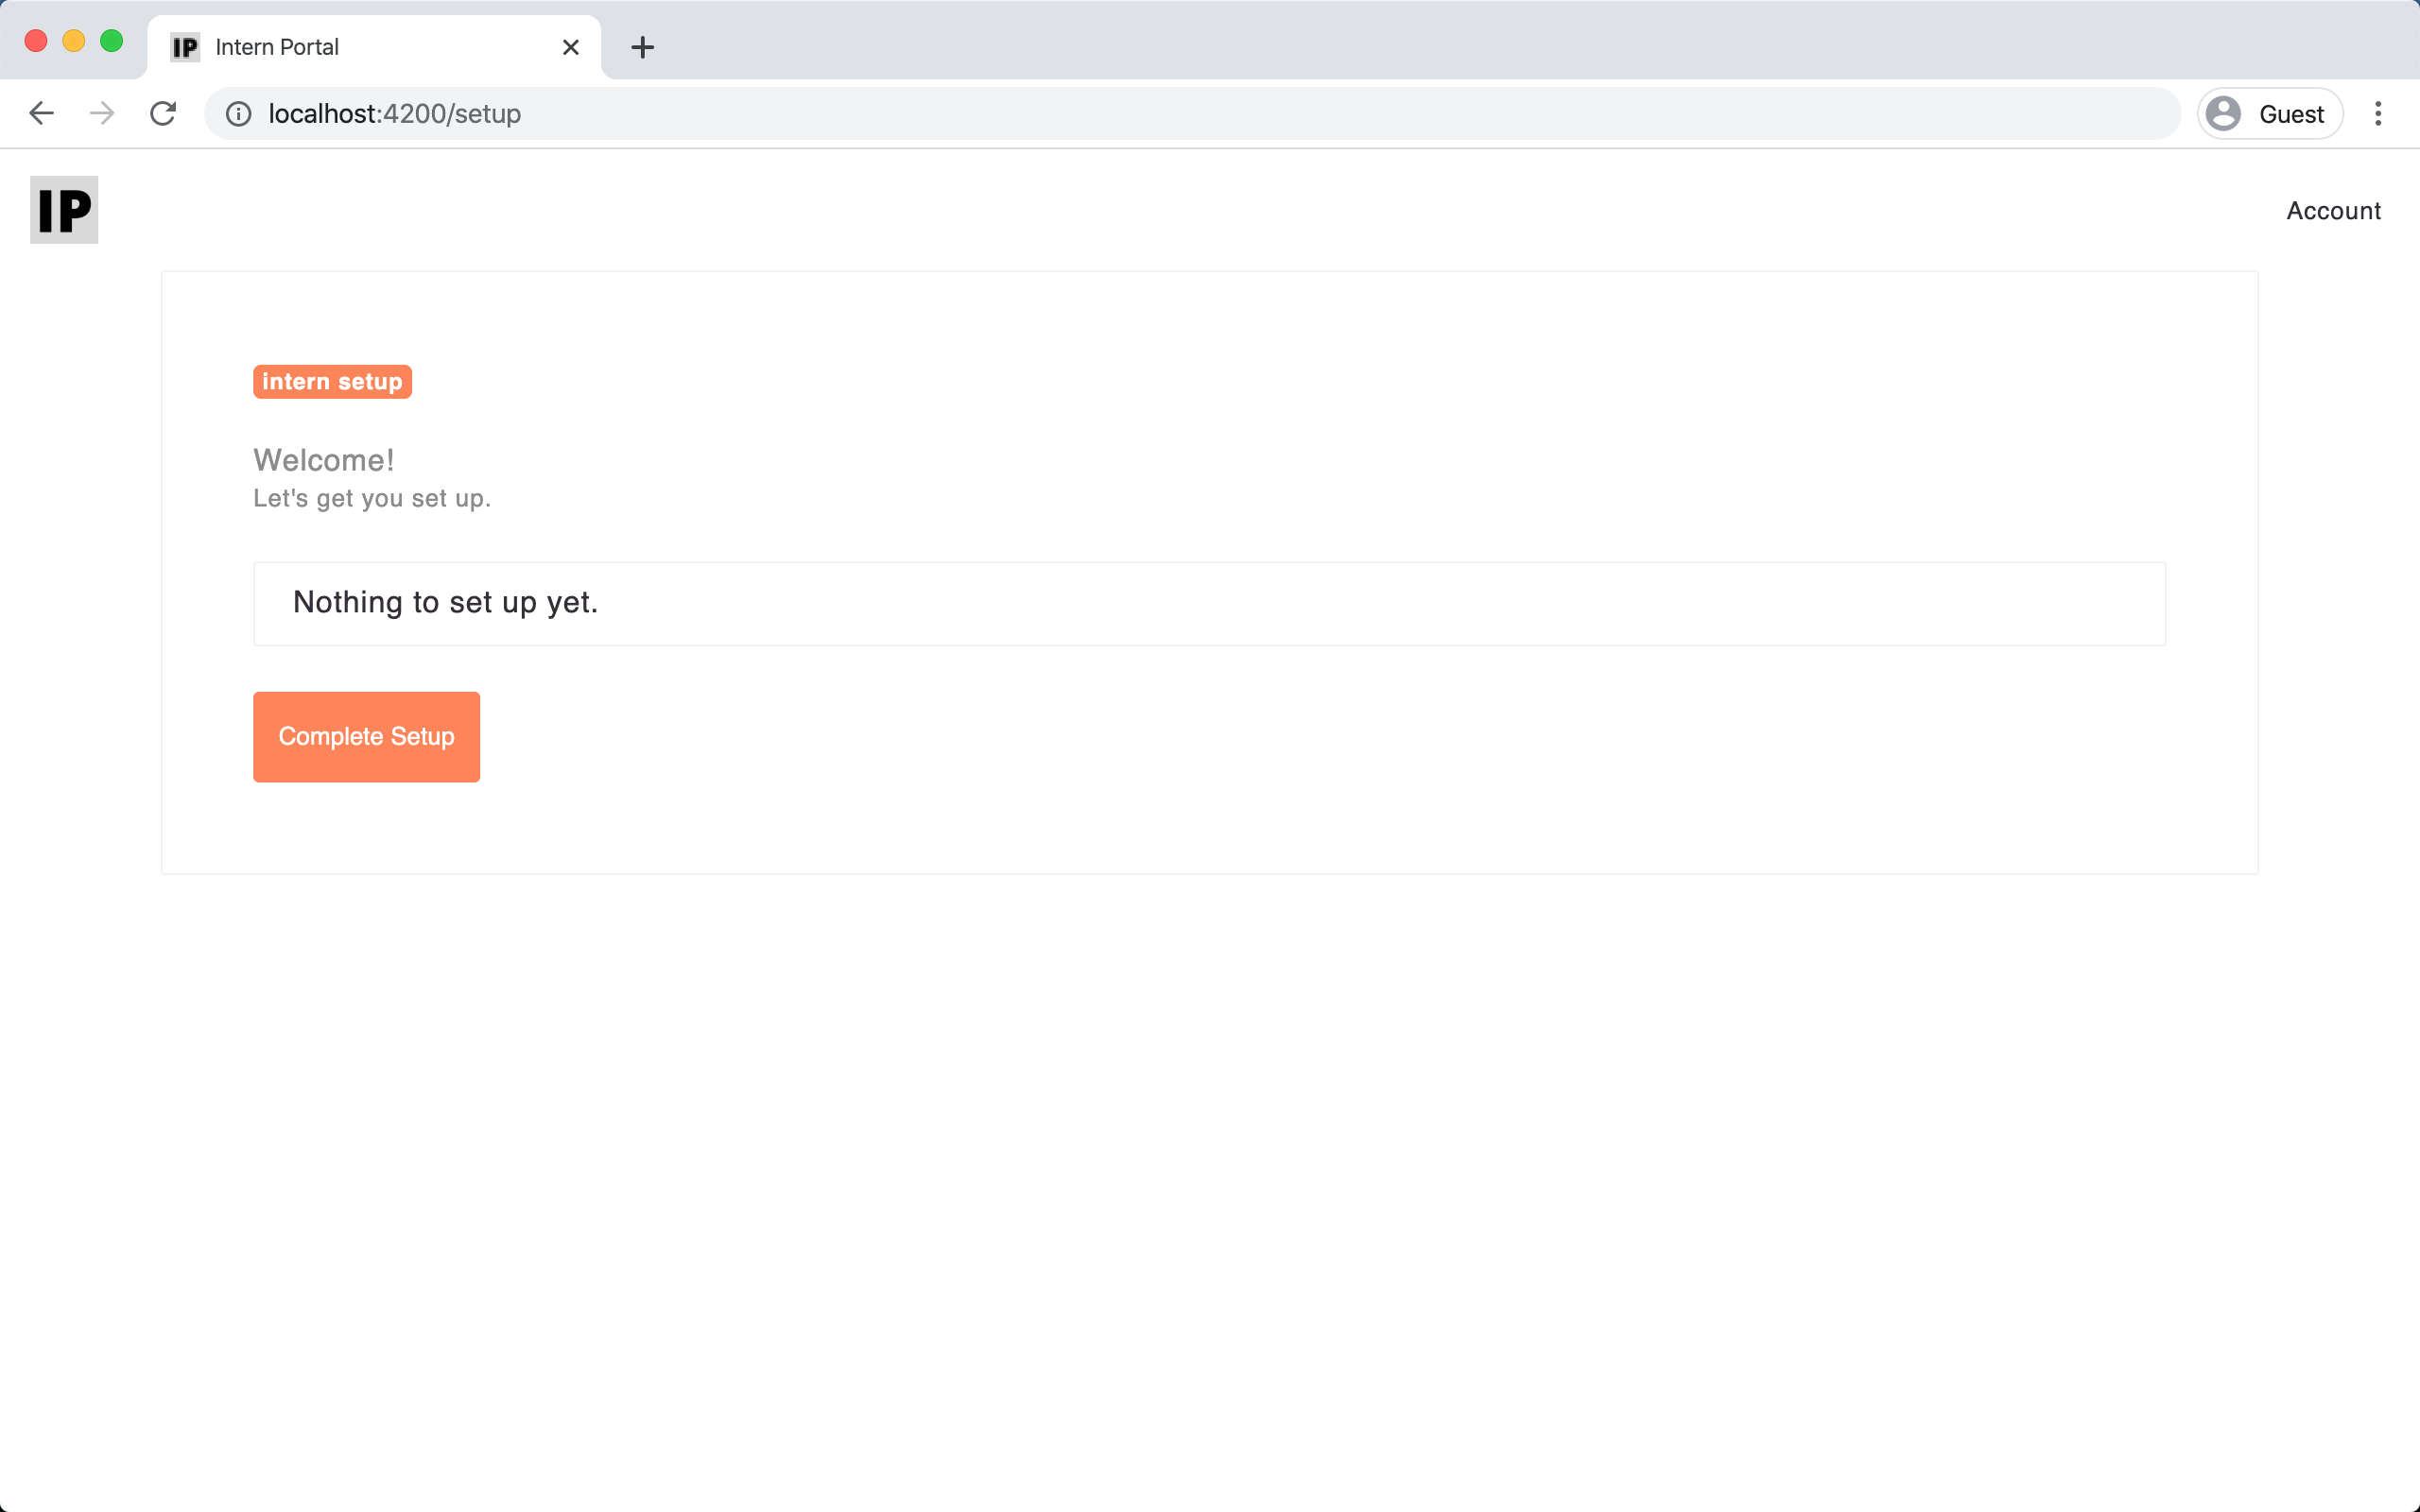 IP Intern Portal
localhost:4200/setup
Guest
IP
Account
intern setup
Welcome!
Let's get you set up.
Nothing to set up yet.
Complete Setup